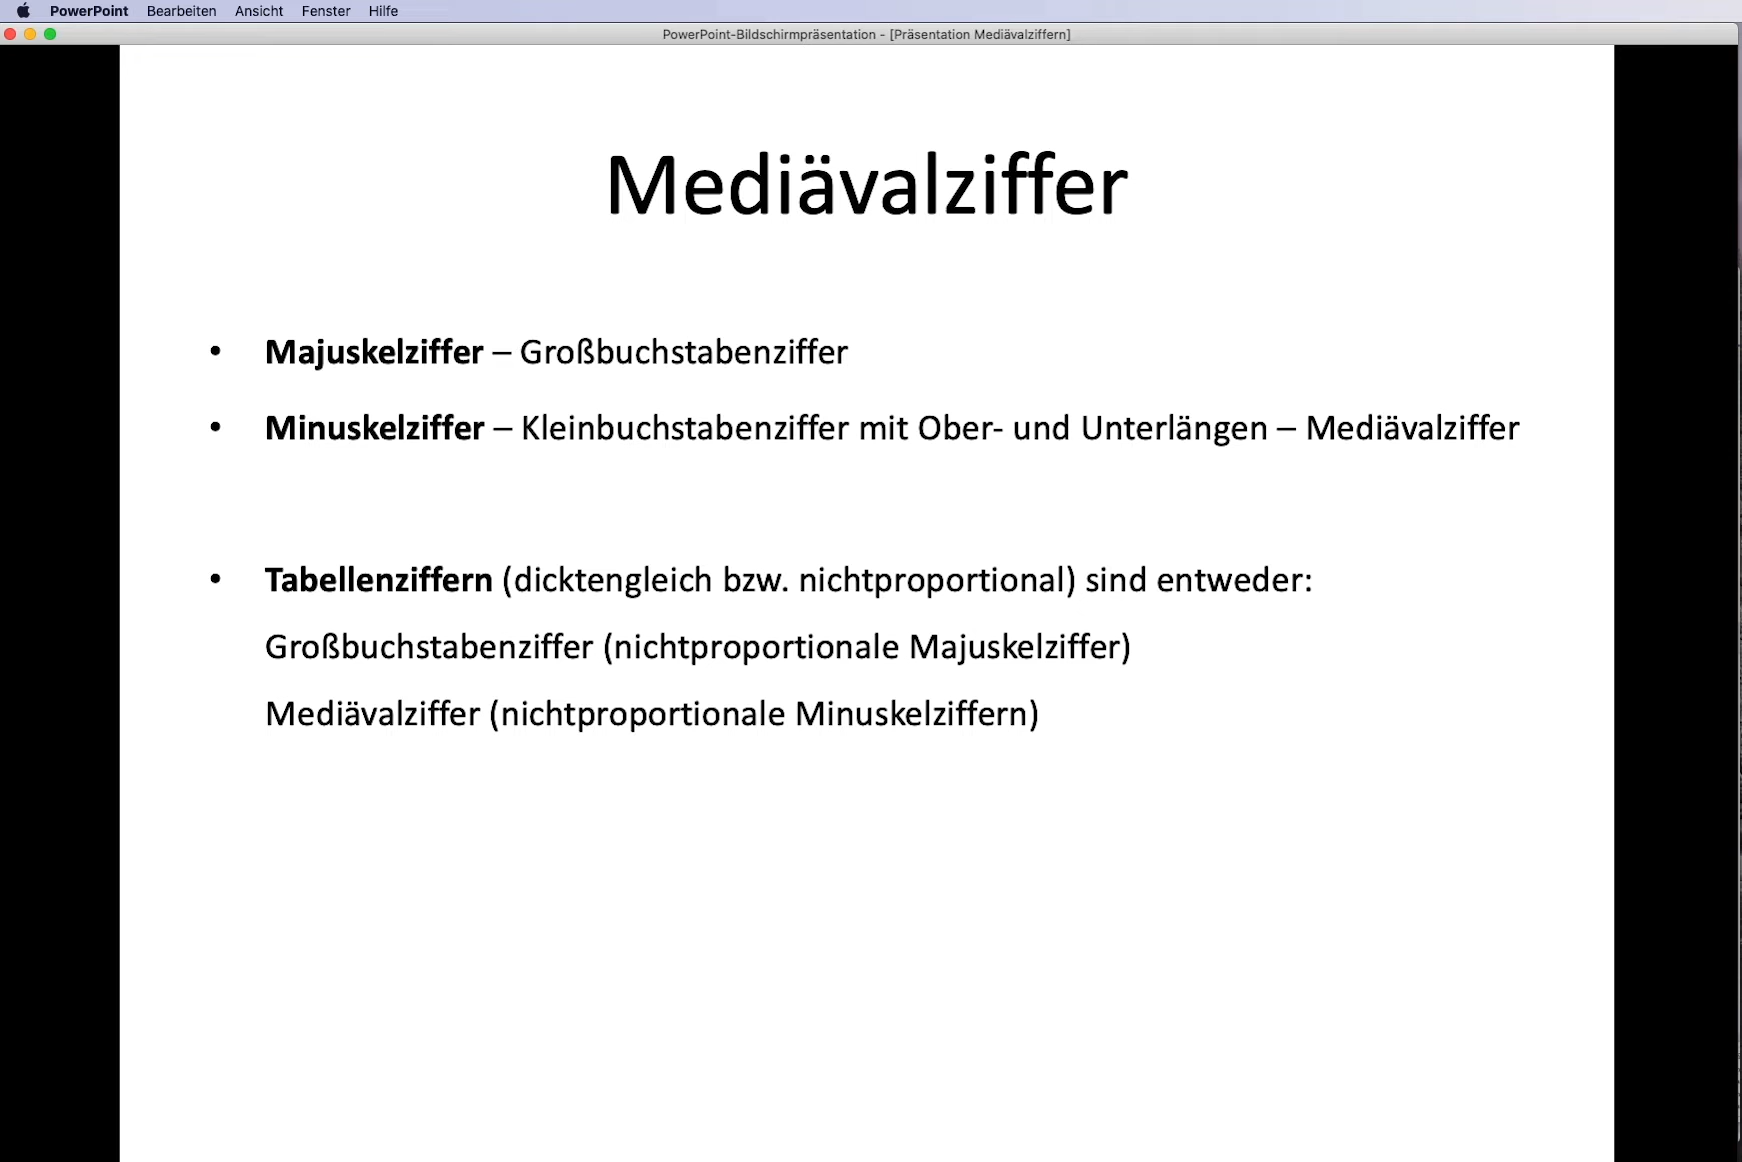 PowerPoint Bearbeiten Ansicht Fenster Hilfe
PowerPoint-Bildschirmpräsentation - [Präsentation Mediävalziffern]
Mediävalziffer
• Majuskelziffer – Großbuchstabenziffer
• Minuskelziffer – Kleinbuchstabenziffer mit Ober- und Unterlängen – Mediävalziffer
• Tabellenziffern (dicktengleich bzw. nichtproportional) sind entweder:
Großbuchstabenziffer (nichtproportionale Majuskelziffer)
Mediävalziffer (nichtproportionale Minuskelziffern)